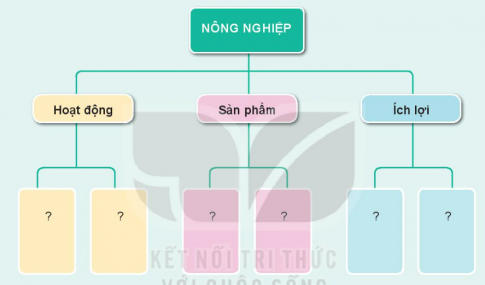 NÔNG NGHIỆP
Hoạt động
Sản phẩm
Ích lợi
? ? ? ? ? ?
KẾT NỐI TRI THỨC
VỚI CUỘC SỐNG